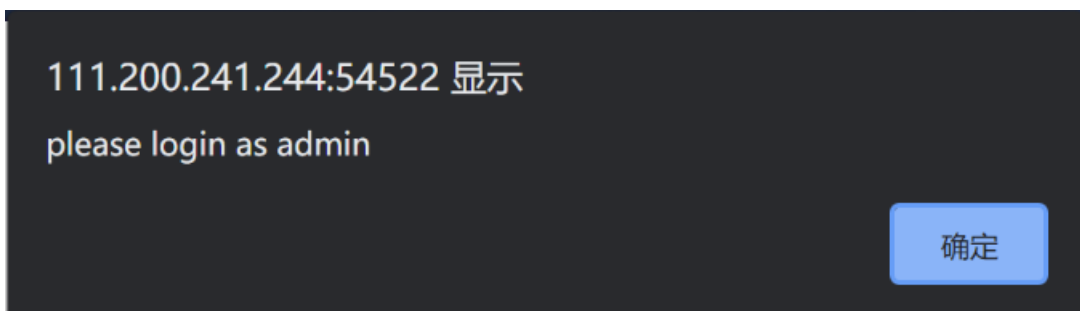 111.200.241.244:54522 显示
please login as admin
确定